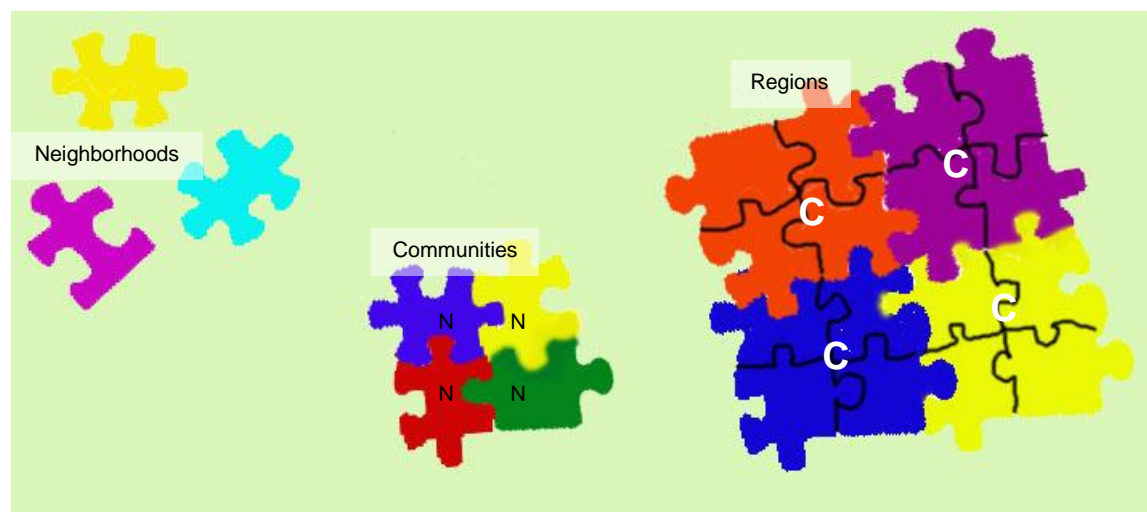 Regions
C
Neighborhoods
C
Communities
C
N N
C
N N